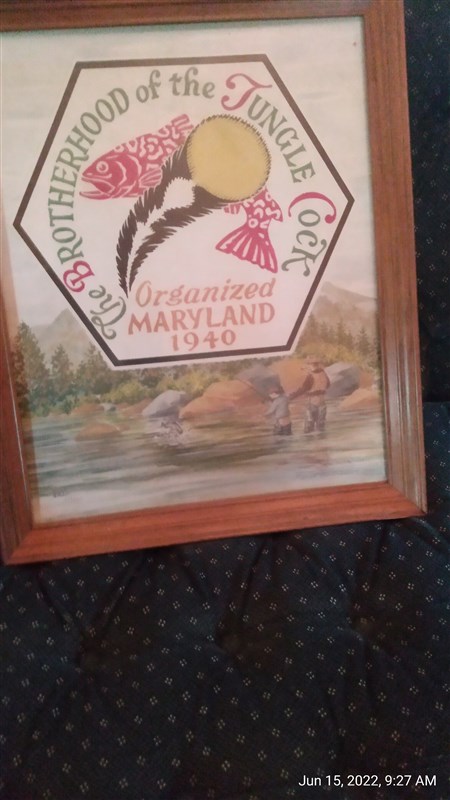 The BROTHERHOOD of the JUNGLE COCK
Organized
MARYLAND
1940
Jun 15, 2022, 9:27 AM